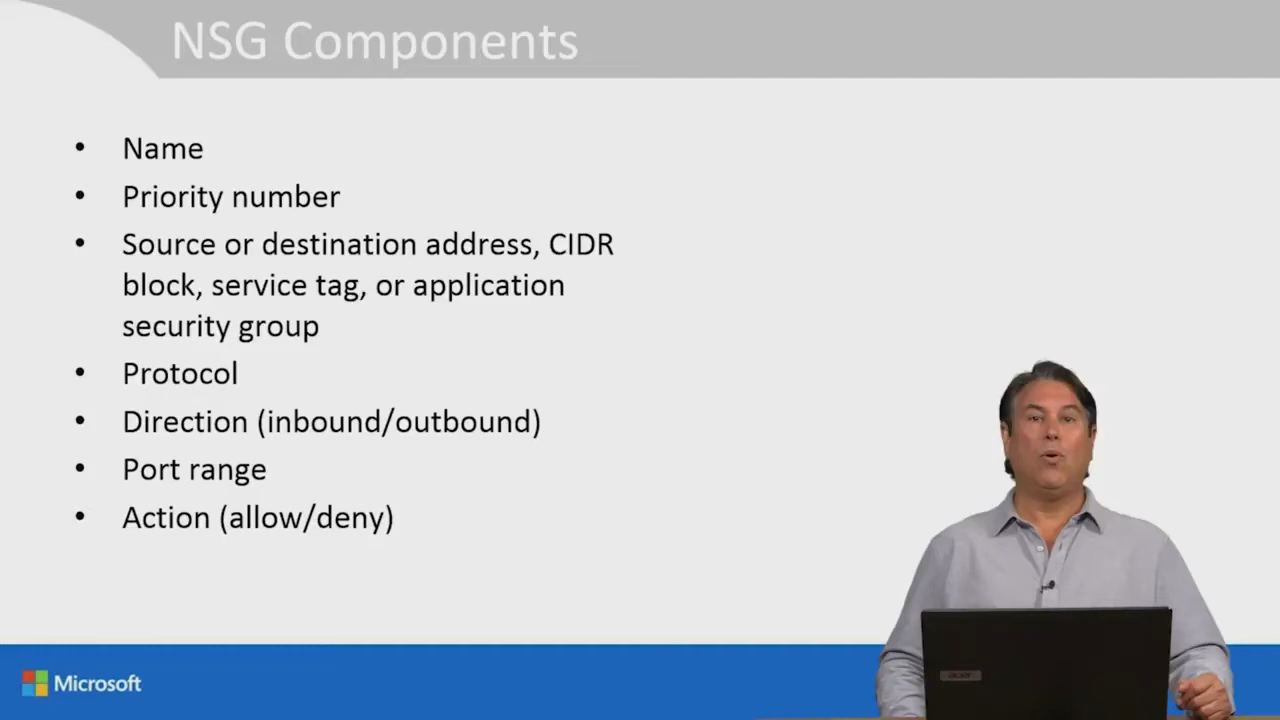 NSG Components
• Name
• Priority number
• Source or destination address, CIDR
block, service tag, or application
security group
• Protocol
• Direction (inbound/outbound)
• Port range
• Action (allow/deny)
acer
Microsoft